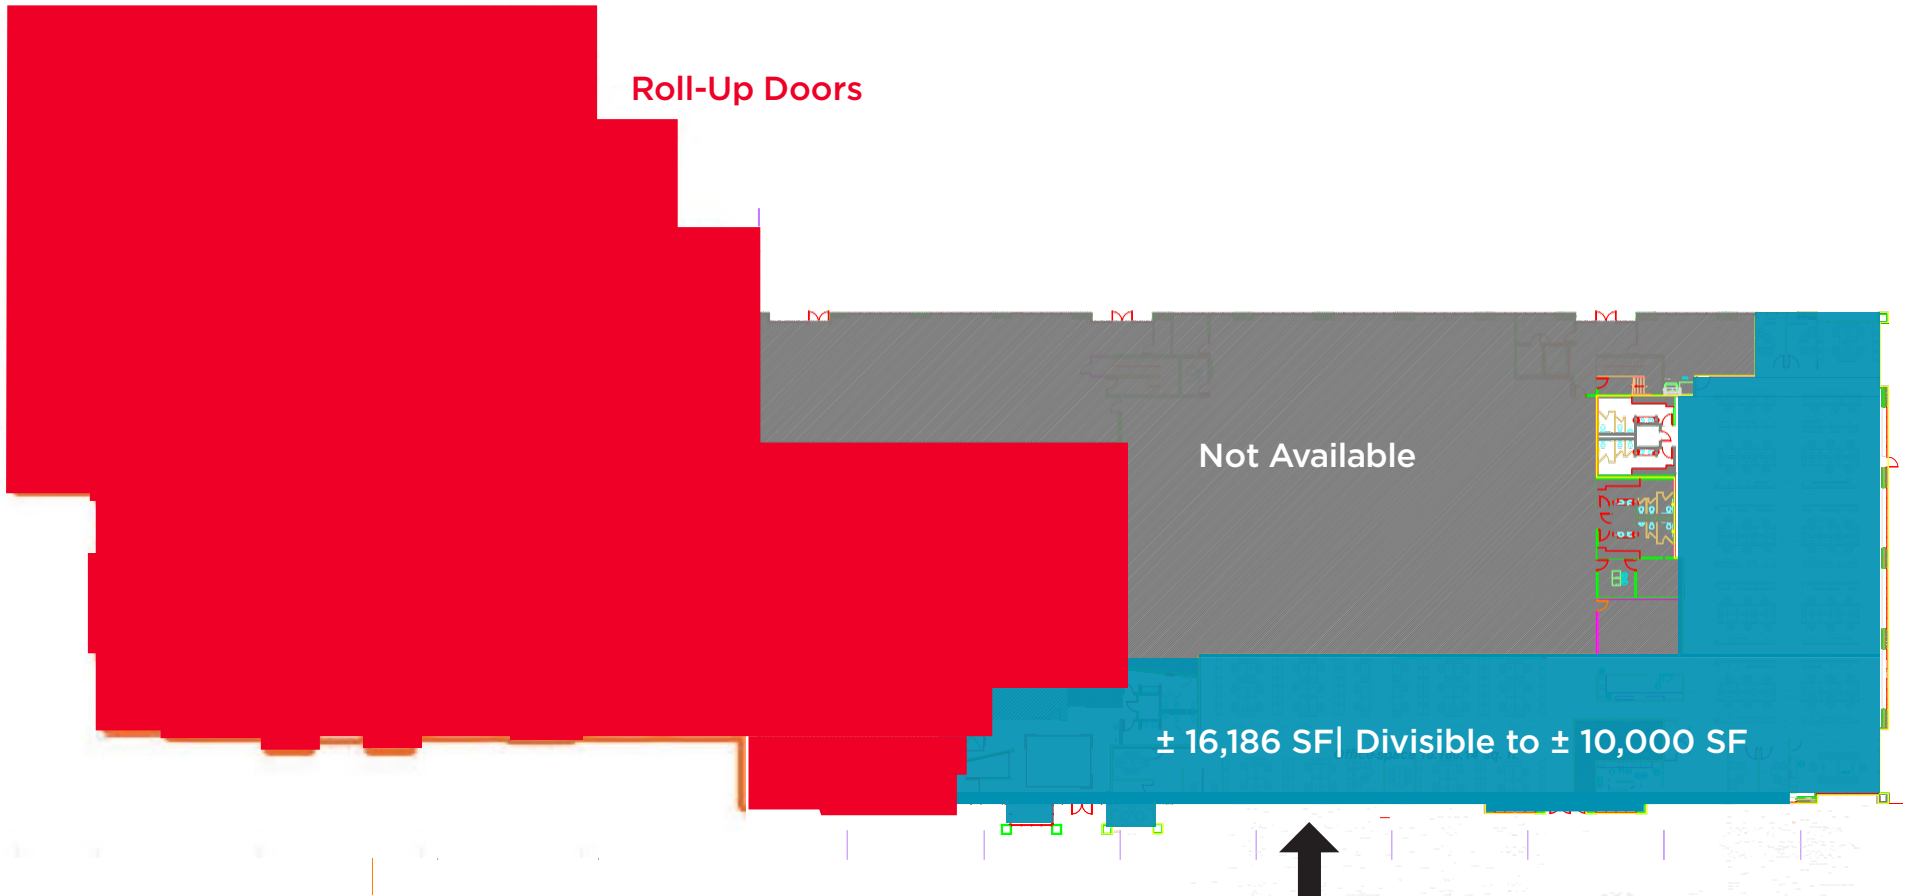 Roll-Up Doors
Not Available
± 16,186 SF| Divisible to ± 10,000 SF